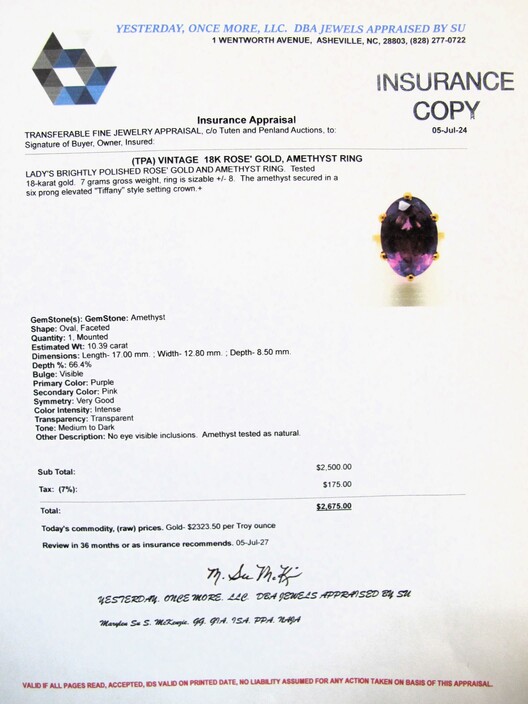 YESTERDAY, ONCE MORE, LLC. DBA JEWELS APPRAISED BY SU
1 WENTWORTH AVENUE, ASHEVILLE, NC, 28803, (828) 277-0722
INSURANCE
COPY
Insurance Appraisal
05-Jul-24
TRANSFERABLE FINE JEWELRY APPRAISAL, c/o Tuten and Penland Auctions, to:
Signature of Buyer, Owner, Insured:
(TPA) VINTAGE 18K ROSE' GOLD, AMETHYST RING
LADY'S BRIGHTLY POLISHED ROSE' GOLD AND AMETHYST RING. Tested
18-karat gold. 7 grams gross weight, ring is sizable +/- 8. The amethyst secured in a
six prong elevated "Tiffany" style setting crown.+
GemStone(s): GemStone: Amethyst
Shape: Oval, Faceted
Quantity: 1, Mounted
Estimated Wt: 10.39 carat
Dimensions: Length- 17.00 mm. ; Width- 12.80 mm. ; Depth- 8.50 mm.
Depth %: 66.4%
Bulge: Visible
Primary Color: Purple
Secondary Color: Pink
Symmetry: Very Good
Color Intensity: Intense
Transparency: Transparent
Tone: Medium to Dark
Other Description: No eye visible inclusions. Amethyst tested as natural.
Sub Total: $2,500.00
Tax: (7%): $175.00
Total: $2,675.00
Today's commodity, (raw) prices. Gold- $2323.50 per Troy ounce
Review in 36 months or as insurance recommends. 05-Jul-27
M. Su McK
YESTERDAY, ONCE MORE, LLC. DBA JEWELS APPRAISED BY SU
Marylen Su S. McKenzie, GG, GIA, ISA, PPA, NAJA
VALID IF ALL PAGES READ, ACCEPTED, IDS VALID ON PRINTED DATE, NO LIABILITY ASSUMED FOR ANY ACTION TAKEN ON BASIS OF THIS APPRAISAL.